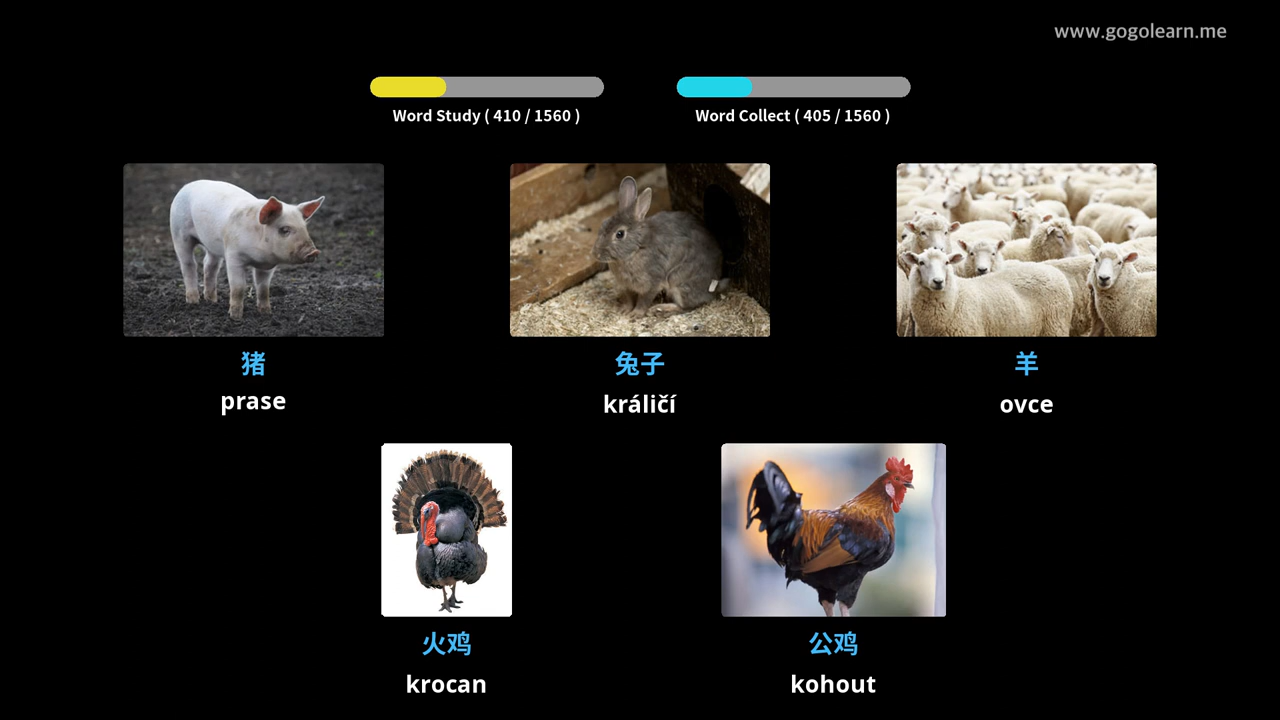 www.gogolearn.me
Word Study ( 410 / 1560 )
Word Collect ( 405 / 1560 )
猪
prase
兔子
králičí
羊
ovce
火鸡
krocan
公鸡
kohout